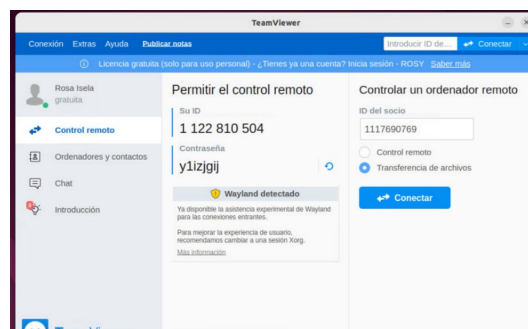 TeamViewer
Conexión Extras Ayuda Publicar notas
Introducir ID de... Conectar
Licencia gratuita (solo para uso personal) - ¿Tienes ya una cuenta? Inicia sesión - ROSY Saber más
Rosa Isela
gratuita
Control remoto
Ordenadores y contactos
Chat
Introducción
Permitir el control remoto
Su ID
1 122 810 504
Contraseña
y1izjgij
Wayland detectado
Ya disponible la asistencia experimental de Wayland
para las conexiones entrantes.
Para mejorar la experiencia de usuario,
recomendamos cambiar a una sesión Xorg.
Más información
Controlar un ordenador remoto
ID del socio
1117690769
Control remoto
Transferencia de archivos
Conectar